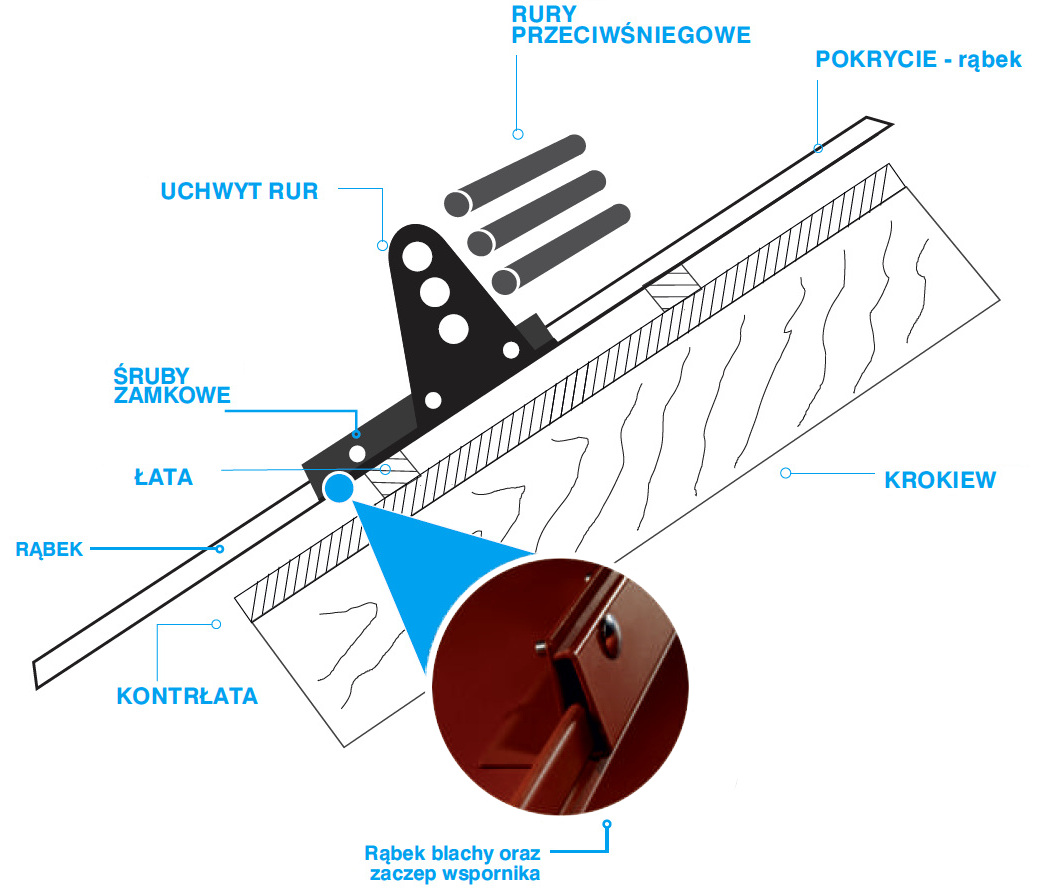 RURY
PRZECIWŚNIEGOWE
POKRYCIE - rąbek
UCHWYT RUR
ŚRUBY
ZAMKOWE
ŁATA
KROKIEW
RĄBEK
KONTRŁATA
Rąbek blachy oraz
zaczep wspornika